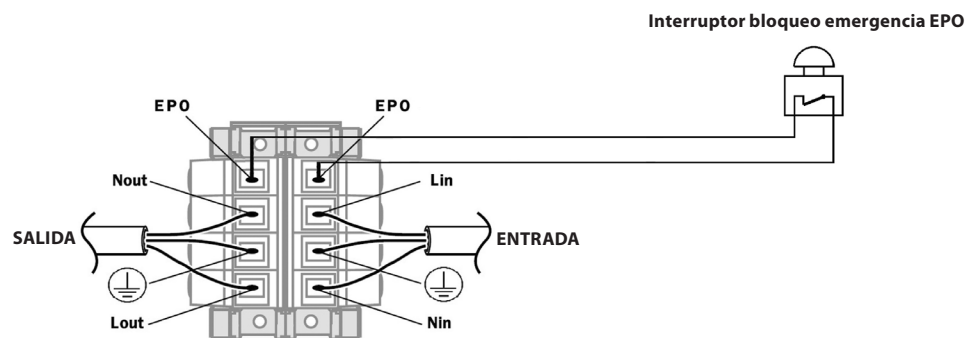 Interruptor bloqueo emergencia EPO
EPO
EPO
Nout
Lin
SALIDA
ENTRADA
Lout
Nin